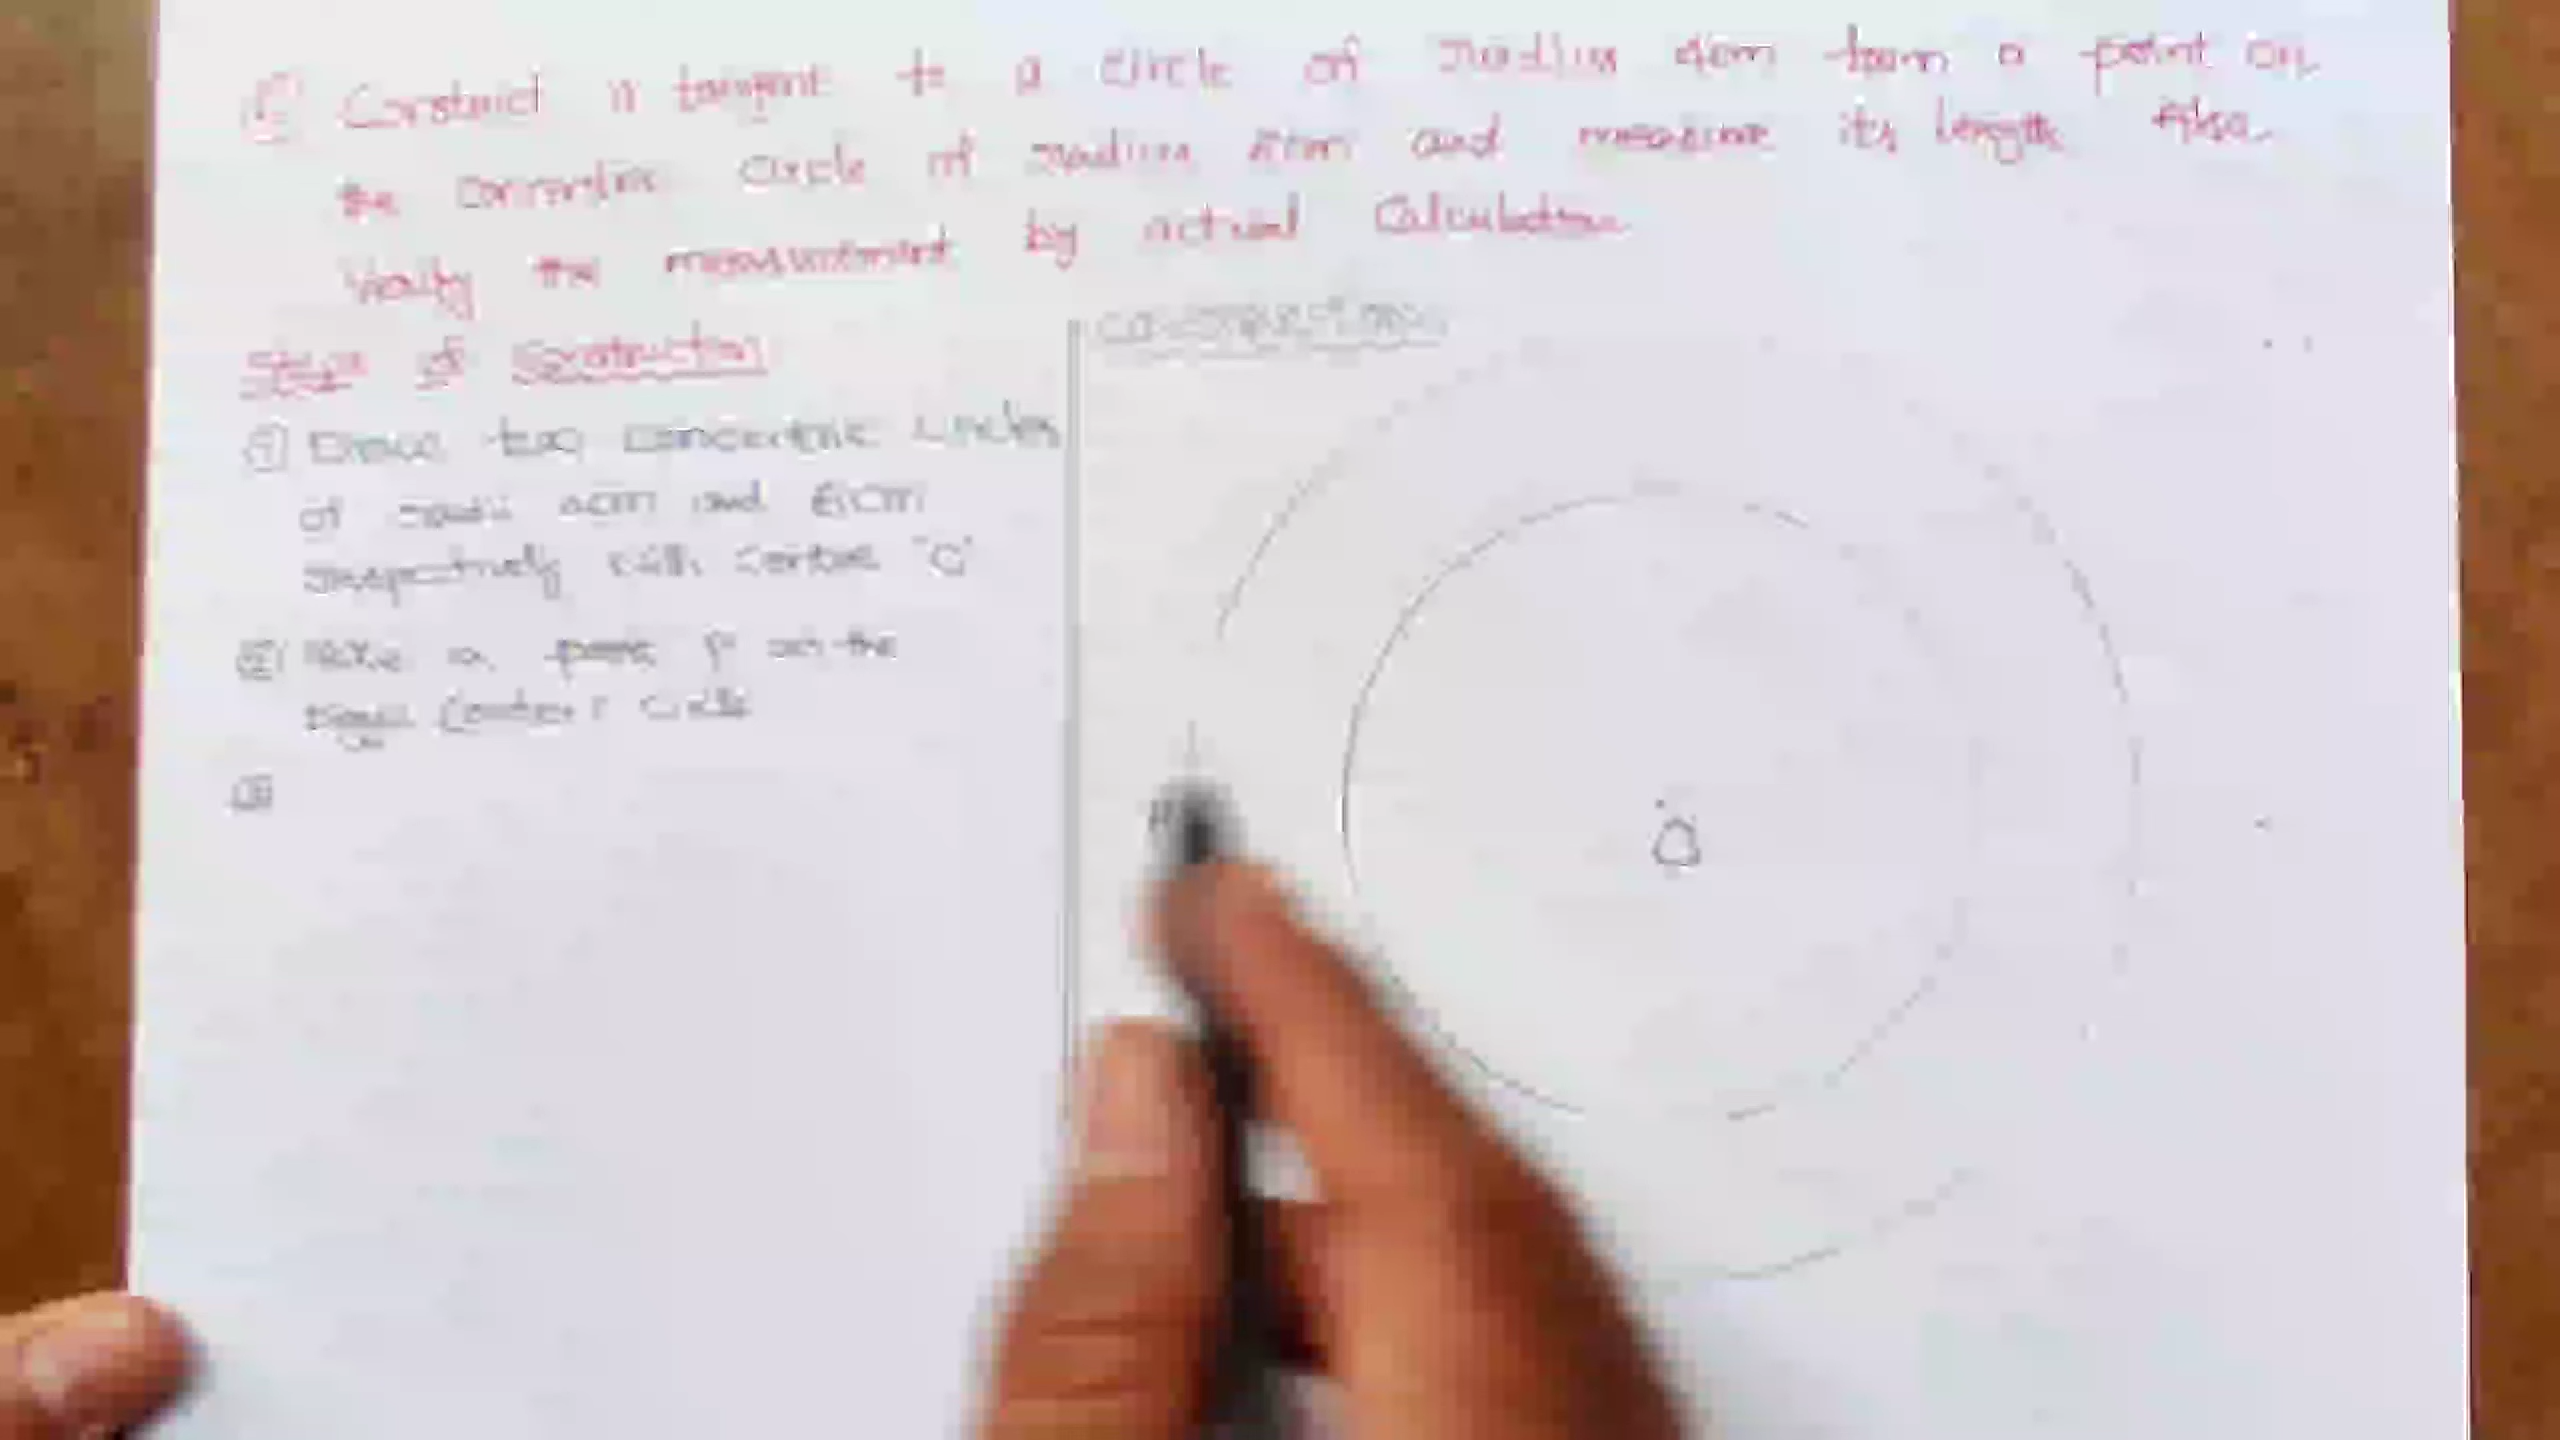 Construct a tangent to a circle of radius 4cm from a point on
the concentric circle of radius 6cm and measure its length. Also
verify the measurement by actual Calculation
Steps of Construction
Construction
① Draw two concentric circles
of radii 4cm and 6cm
respectively with centre 'O'
② Take a point P on the
circle
③
P
O